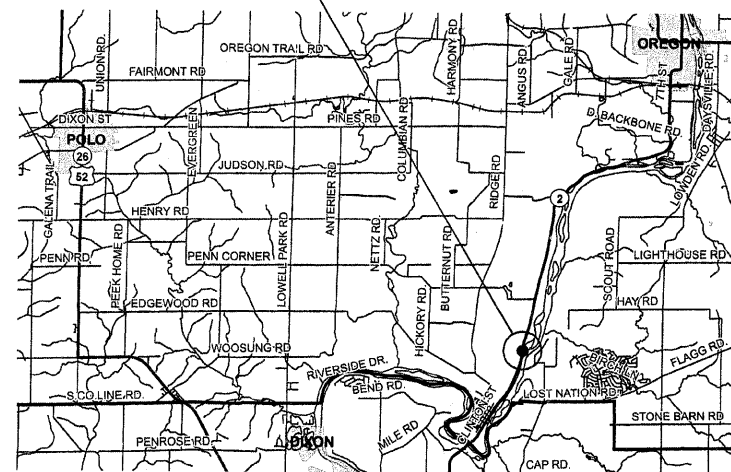 OREGON TRAIL RD
HARMONY RD
OREGON
UNION RD.
FAIRMONT RD
ANGUS RD
GALE RD
7TH ST
DAYSVILLE RD
DIXON ST
PINES RD
COLUMBIAN RD
D. BACKBONE RD.
POLO
EVERGREEN
26
52
JUDSON RD
RIDGE RD
LOWDEN RD.
GALENA TRAIL
ANTERIER RD
2
HENRY RD
LOWELL PARK RD
NETTZ RD.
BUTTERNUT RD
SCOUT ROAD
PENN RD
PEEK HOME RD
PENN CORNER
LIGHTHOUSE RD
EDGEWOOD RD
HICKORY RD.
HAY RD
WOOSUNG RD
RIVERSIDE DR.
BIRCH LN.
FLAGG RD.
S.CO.LINE RD.
BEND RD.
CLINTON ST
LOST NATION RD.
STONE BARN RD
PENROSE RD.
DIXON
MILE RD
CAP RD.